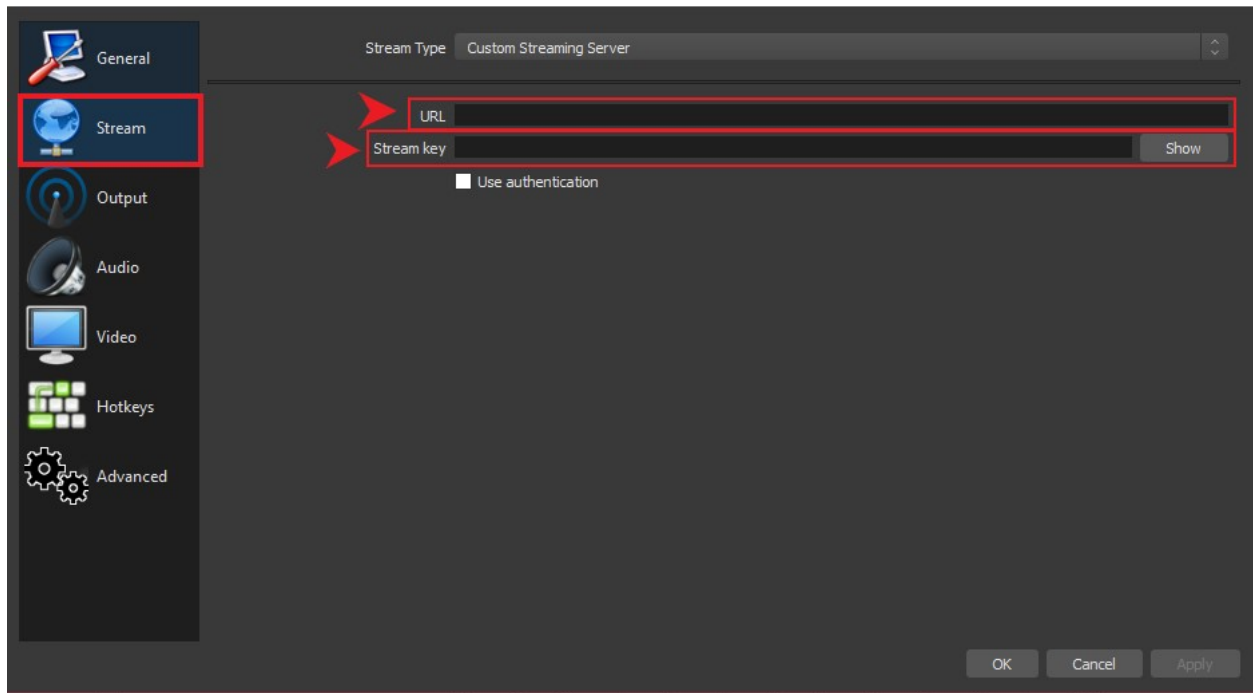 General
Stream
Output
Audio
Video
Hotkeys
Advanced
Stream Type Custom Streaming Server
URL
Stream key Show
Use authentication
OK Cancel Apply